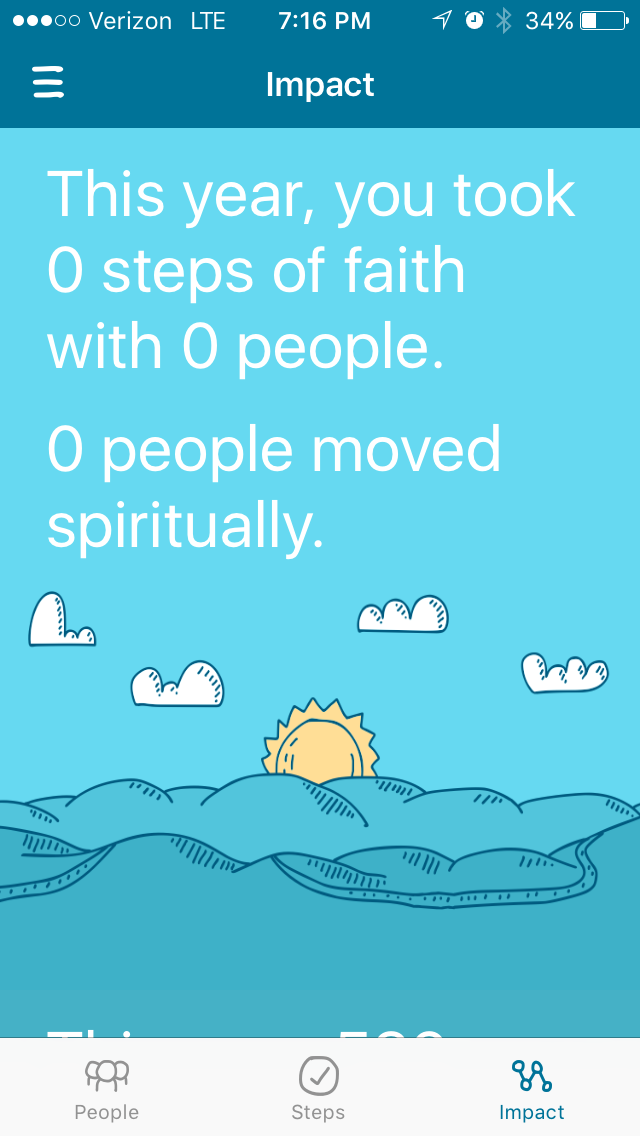 Verizon LTE 7:16 PM 34%
Impact
This year, you took
0 steps of faith
with 0 people.
0 people moved
spiritually.
People Steps Impact